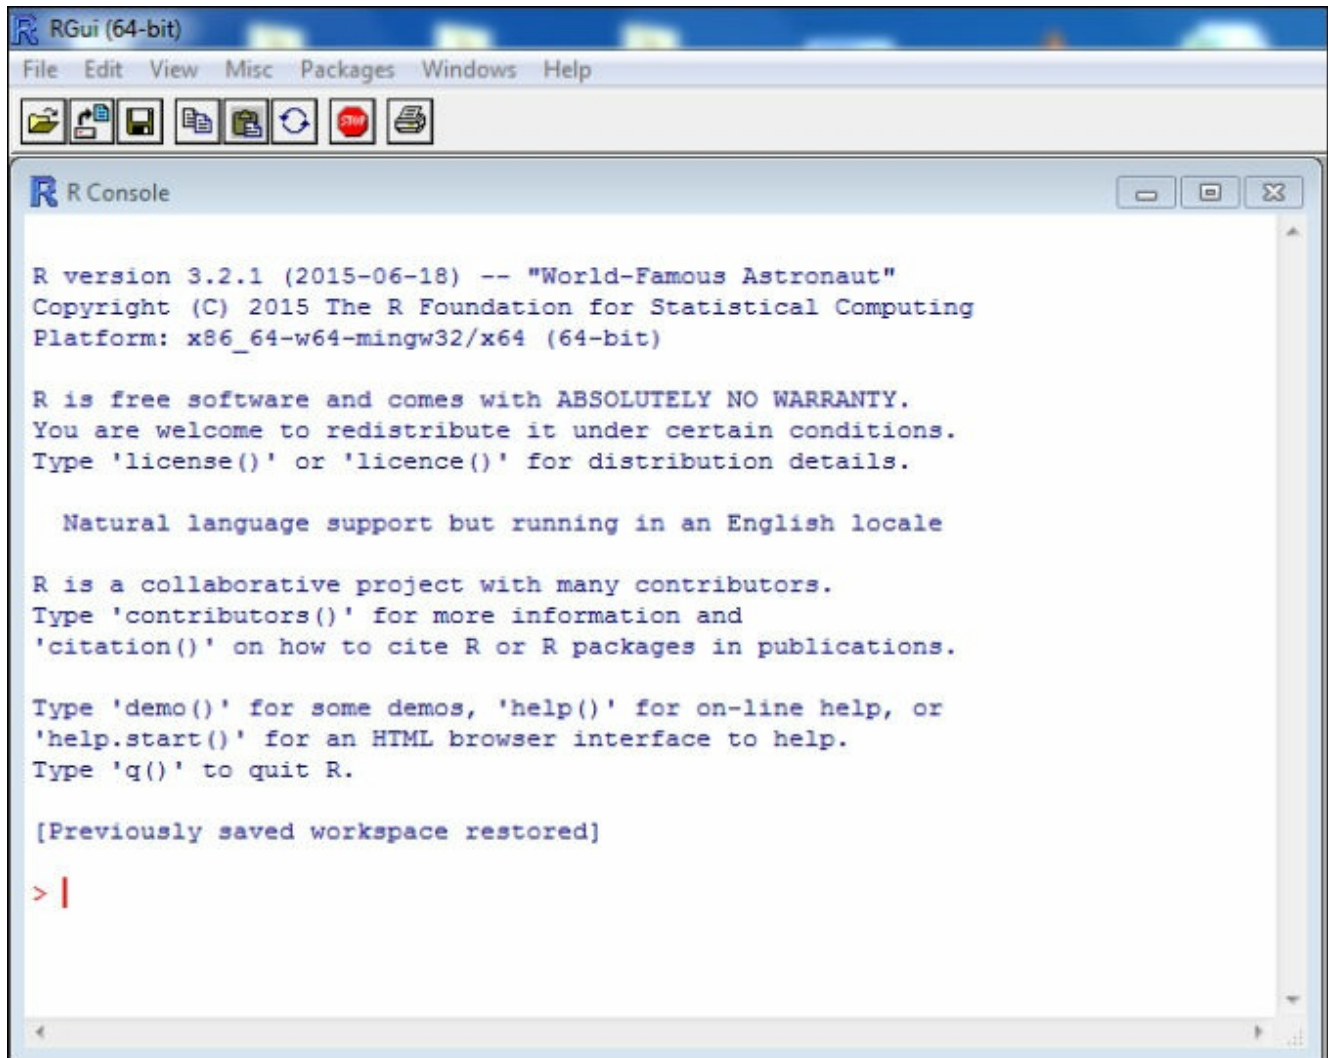 RGui (64-bit)
File Edit View Misc Packages Windows Help
STOP
R Console
R version 3.2.1 (2015-06-18) -- "World-Famous Astronaut"
Copyright (C) 2015 The R Foundation for Statistical Computing
Platform: x86_64-w64-mingw32/x64 (64-bit)
R is free software and comes with ABSOLUTELY NO WARRANTY.
You are welcome to redistribute it under certain conditions.
Type 'license()' or 'licence()' for distribution details.
Natural language support but running in an English locale
R is a collaborative project with many contributors.
Type 'contributors()' for more information and
'citation()' on how to cite R or R packages in publications.
Type 'demo()' for some demos, 'help()' for on-line help, or
'help.start()' for an HTML browser interface to help.
Type 'q()' to quit R.
[Previously saved workspace restored]
>